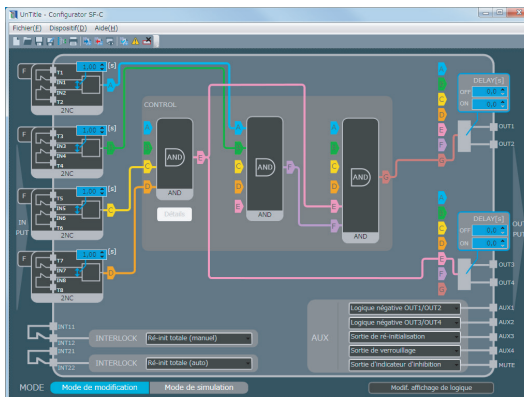 UnTitle - Configurator SF-C
Fichier(F) Dispositif(D) Aide(H)
F T1 1,00 [s]
IN1
IN2
T2
2NC
A
F T3 1,00 [s]
IN3
IN4
T4
2NC
B
F T5 1,00 [s]
IN5
IN6
T6
2NC
C
F T7 1,00 [s]
IN7
IN8
T8
2NC
D
IN
PUT
CONTROL
A
B
C
D
AND
AND
E
Détails
A
B
C
D
E
AND
AND
F
A
B
C
D
E
F
AND
AND
G
A
B
C
D
E
F
G
DELAY[s]
OFF 0,0
ON 0,0
OUT1
OUT2
A
B
C
D
E
F
G
DELAY[s]
OFF 0,0
ON 0,0
OUT3
OUT4
OUT
PUT
INT11
INT12
INTERLOCK Ré-init totale (manuel)
INT21
INT22
INTERLOCK Ré-init totale (auto)
AUX
Logique négative OUT1/OUT2 AUX1
Logique négative OUT3/OUT4 AUX2
Sortie de ré-initialisation AUX3
Sortie de verrouillage AUX4
Sortie d'indicateur d'inhibition MUTE
MODE Mode de modification Mode de simulation Modif. affichage de logique